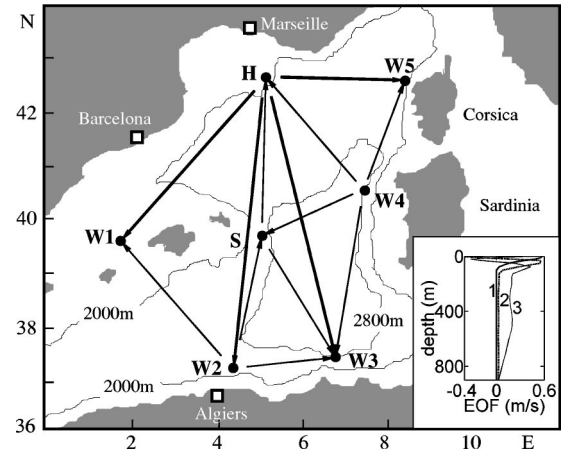 N
Marseille
H
W5
42
Barcelona
Corsica
W4
40
Sardinia
W1
S
38
2000m
2800m
W2
W3
2000m
Algiers
36
2 4 6 8 10 E
0
400
800
depth (m)
1 2 3
-0.4 0 0.6
EOF (m/s)